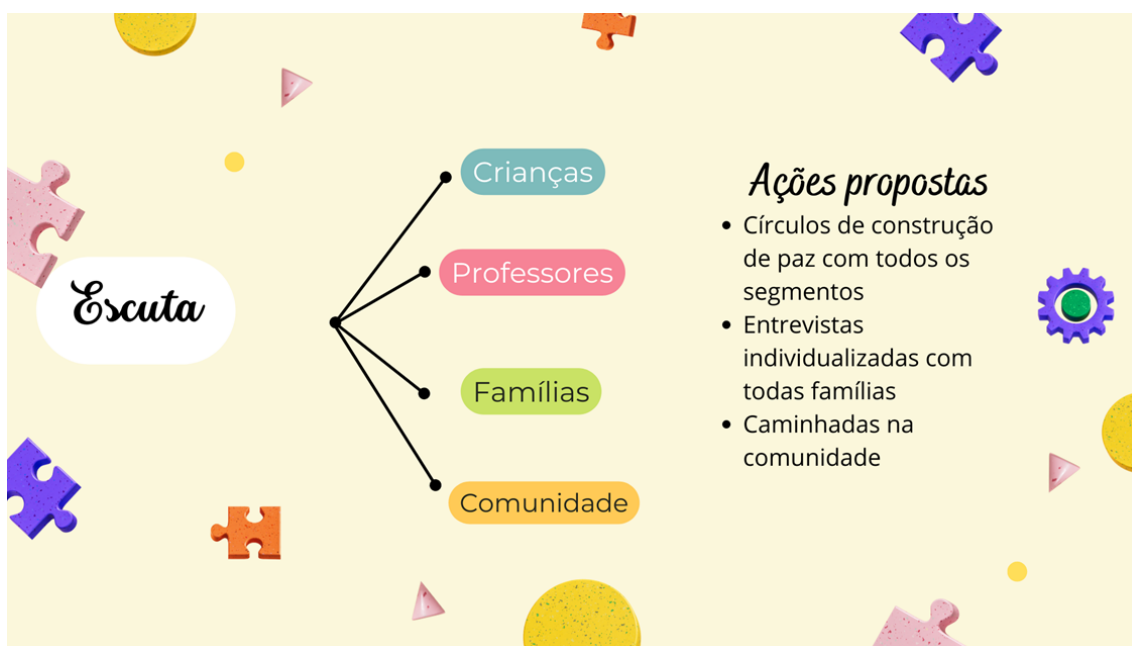 Escuta
Crianças
Professores
Famílias
Comunidade
Ações propostas
• Círculos de construção
de paz com todos os
segmentos
• Entrevistas
individualizadas com
todas famílias
• Caminhadas na
comunidade